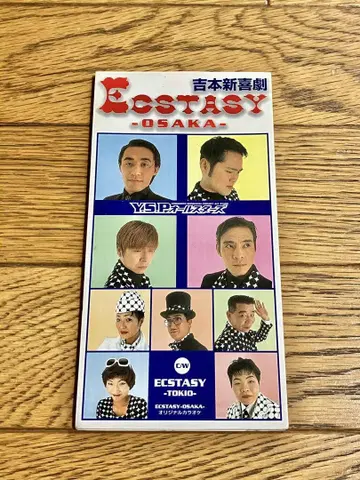 吉本新喜劇
ECSTASY
-OSAKA-
Y.S.P.オールスターズ
C/W
ECSTASY
-TOKIO-
ECSTASY-OSAKA-
オリジナルカラオケ